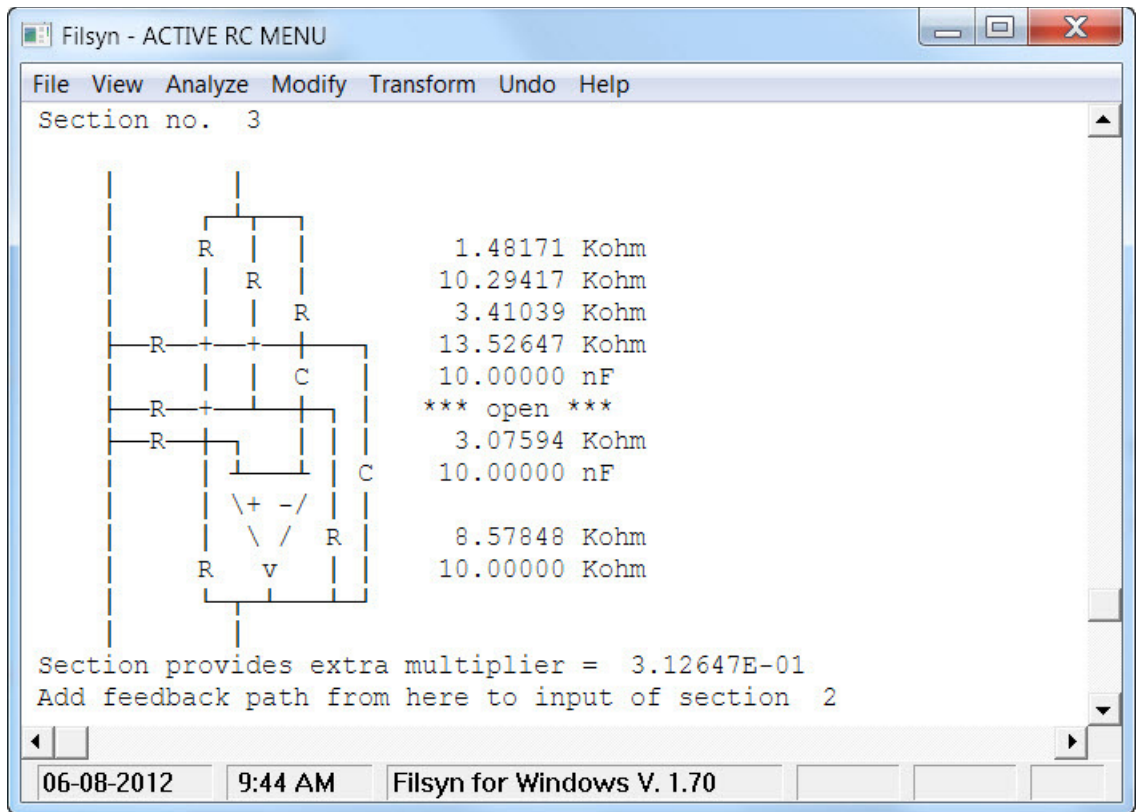 Filsyn - ACTIVE RC MENU
File View Analyze Modify Transform Undo Help
Section no. 3
R 1.48171 Kohm
R 10.29417 Kohm
R 3.41039 Kohm
R + + 13.52647 Kohm
C 10.00000 nF
R + *** open ***
R 3.07594 Kohm
C 10.00000 nF
\+ -/
\ / R 8.57848 Kohm
R v 10.00000 Kohm
Section provides extra multiplier = 3.12647E-01
Add feedback path from here to input of section 2
06-08-2012 9:44 AM Filsyn for Windows V. 1.70